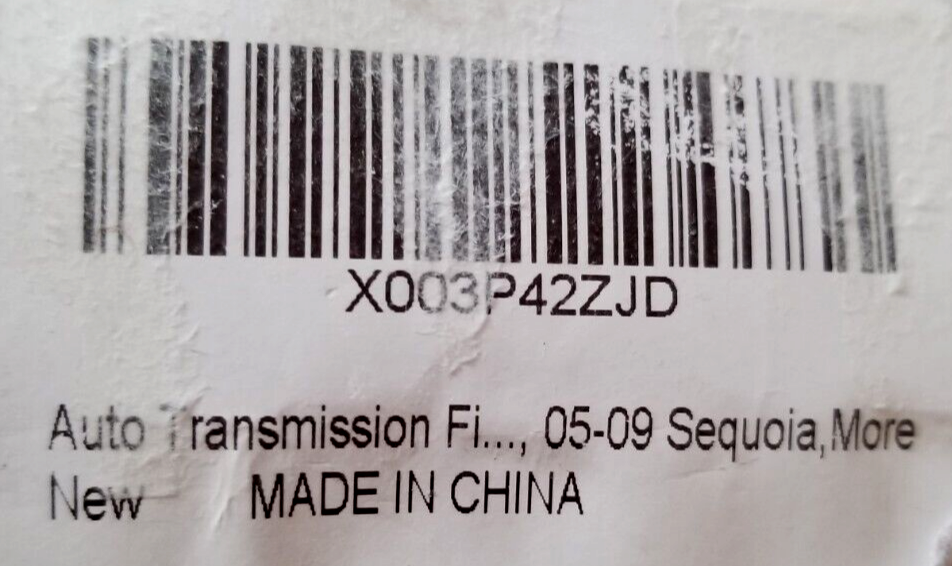 X003P42ZJD
Auto Transmission Fi..., 05-09 Sequoia,More
New MADE IN CHINA